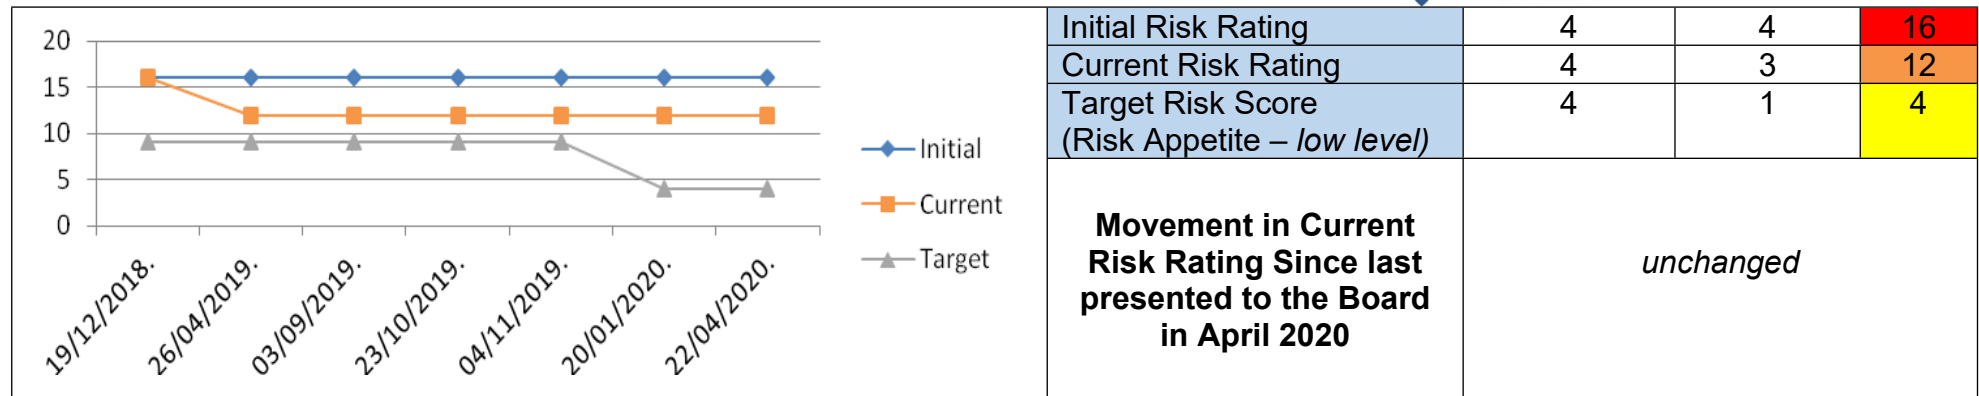 20
15
10
5
0
19/12/2018.
26/04/2019.
03/09/2019.
23/10/2019.
04/11/2019.
20/01/2020.
22/04/2020.
Initial
Current
Target
Initial Risk Rating 4 4 16
Current Risk Rating 4 3 12
Target Risk Score 4 1 4
(Risk Appetite – low level)
Movement in Current
Risk Rating Since last
presented to the Board
in April 2020
unchanged